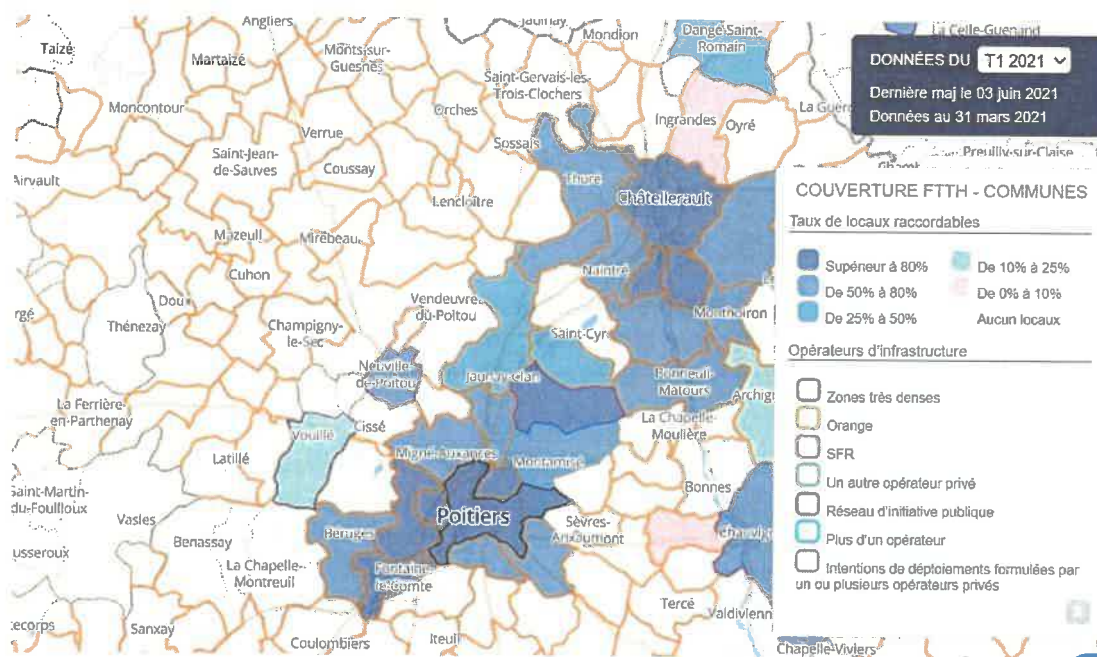 Angliers
Jaulnay
Mondion
Dangé-Saint-
Romain
La Celle-Guenand
Taizé
Martaizé
Monts-sur-
Guesnes
Saint-Gervais-les-
Trois-Clochers
Moncontour
Orches
Ingrandes
Oyré
Verrue
Sossais
Saint-Jean-
de-Sauves
Coussay
Preuilly-sur-Claise
Airvault
Thuré
Châtellerault
Lencloître
Mazeuil
Mirebeau
Naintré
Cuhon
Vendeuvre-
du-Poitou
Monthoiron
Thénezay
Champigny-
le-Sec
Saint-Cyr
Neuville-
de-Poitou
Jaunay-Clan
Bonneuil-
Matours
La Ferrière-
en-Parthenay
Vouillé
Cissé
La Chapelle-
Moulière
Latillé
Migné-Auxances
Montamisé
Bonnes
Saint-Martin-
du-Fouilloux
Vasles
Poitiers
Sèvres-
Anxaumont
Benassay
Béruges
La Chapelle-
Montreuil
Fontaine-
le-Comte
Tercé
Valdivienne
Sanxay
Coulombiers
Iteuil
Chapelle-Viviers
DONNÉES DU T1 2021
Dernière maj le 03 juin 2021
Données au 31 mars 2021
COUVERTURE FTTH - COMMUNES
Taux de locaux raccordables
Supérieur à 80%
De 10% à 25%
De 50% à 80%
De 0% à 10%
De 25% à 50%
Aucun locaux
Opérateurs d'infrastructure
Zones très denses
Orange
SFR
Un autre opérateur privé
Réseau d'initiative publique
Plus d'un opérateur
Intentions de déploiements formulées par
un ou plusieurs opérateurs privés